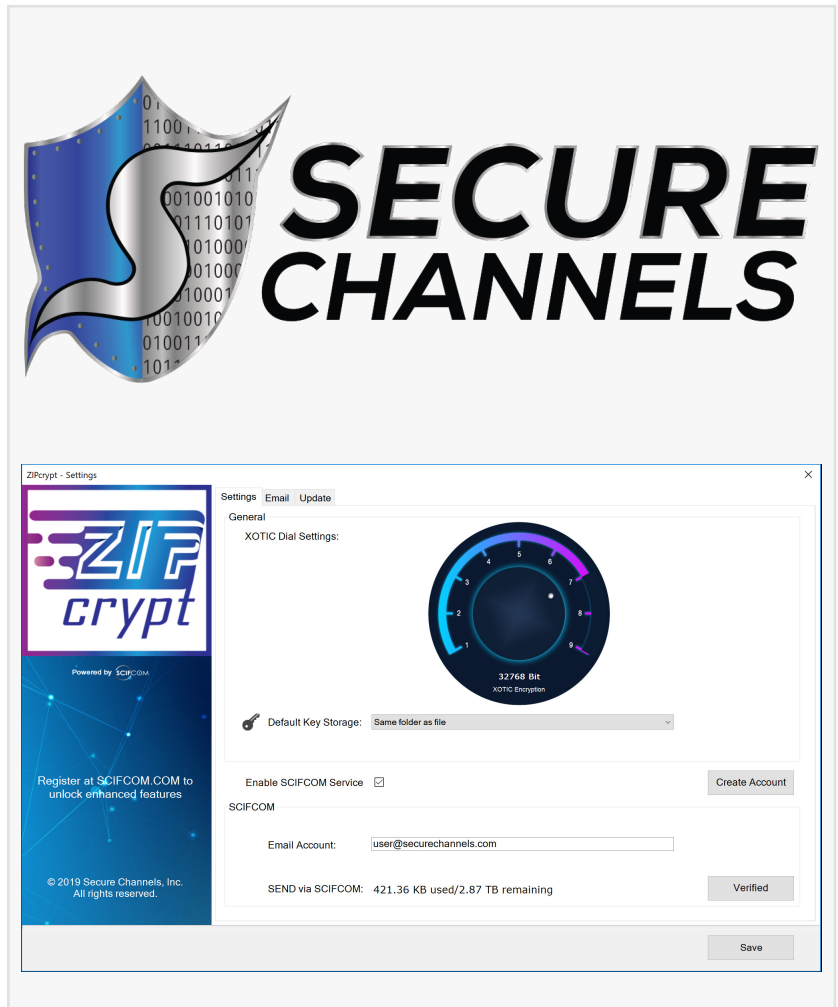 SECURE
CHANNELS
ZIPcrypt - Settings
ZIP
crypt
Powered by SCIFCOM
Register at SCIFCOM.COM to
unlock enhanced features
© 2019 Secure Channels, Inc.
All rights reserved.
Settings Email Update
General
XOTIC Dial Settings:
1
2
3
4
5
6
7
8
9
32768 Bit
XOTIC Encryption
Default Key Storage: Same folder as file
Enable SCIFCOM Service
Create Account
SCIFCOM
Email Account: user@securechannels.com
SEND via SCIFCOM: 421.36 KB used/2.87 TB remaining
Verified
Save